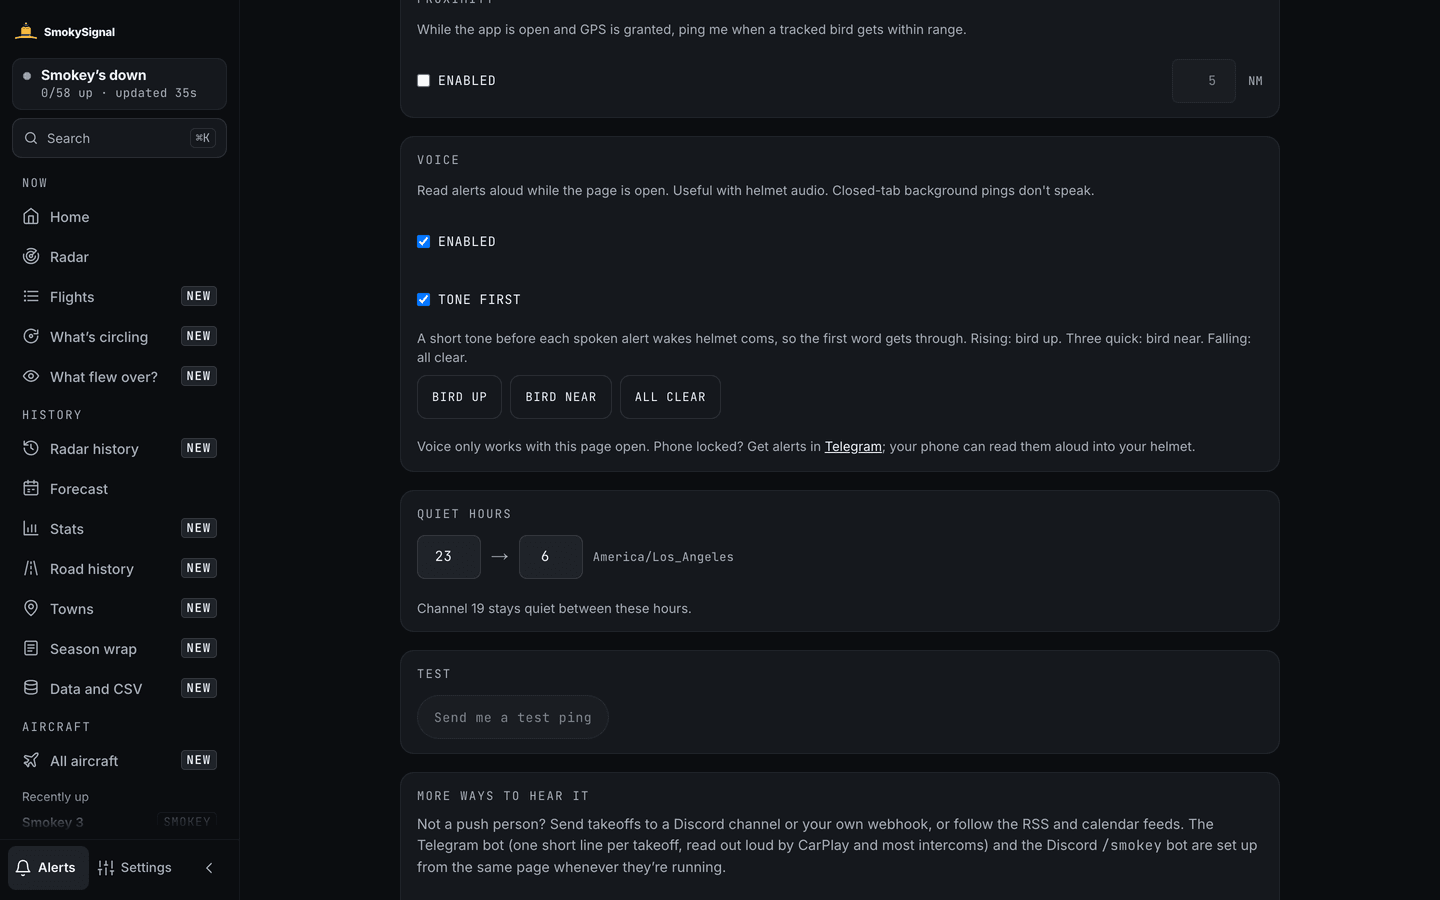 SmokySignal
Smokey’s down
0/58 up · updated 35s
Search
⌘K
NOW
Home
Radar
Flights NEW
What’s circling NEW
What flew over? NEW
HISTORY
Radar history NEW
Forecast
Stats NEW
Road history NEW
Towns NEW
Season wrap NEW
Data and CSV NEW
AIRCRAFT
All aircraft NEW
Recently up
Smokey 3 SMOKEY
Alerts
Settings
PROXIMITY
While the app is open and GPS is granted, ping me when a tracked bird gets within range.
ENABLED
5 NM
VOICE
Read alerts aloud while the page is open. Useful with helmet audio. Closed-tab background pings don't speak.
ENABLED
TONE FIRST
A short tone before each spoken alert wakes helmet coms, so the first word gets through. Rising: bird up. Three quick: bird near. Falling:
all clear.
BIRD UP
BIRD NEAR
ALL CLEAR
Voice only works with this page open. Phone locked? Get alerts in Telegram; your phone can read them aloud into your helmet.
QUIET HOURS
23 → 6 America/Los_Angeles
Channel 19 stays quiet between these hours.
TEST
Send me a test ping
MORE WAYS TO HEAR IT
Not a push person? Send takeoffs to a Discord channel or your own webhook, or follow the RSS and calendar feeds. The
Telegram bot (one short line per takeoff, read out loud by CarPlay and most intercoms) and the Discord /smokey bot are set up
from the same page whenever they’re running.